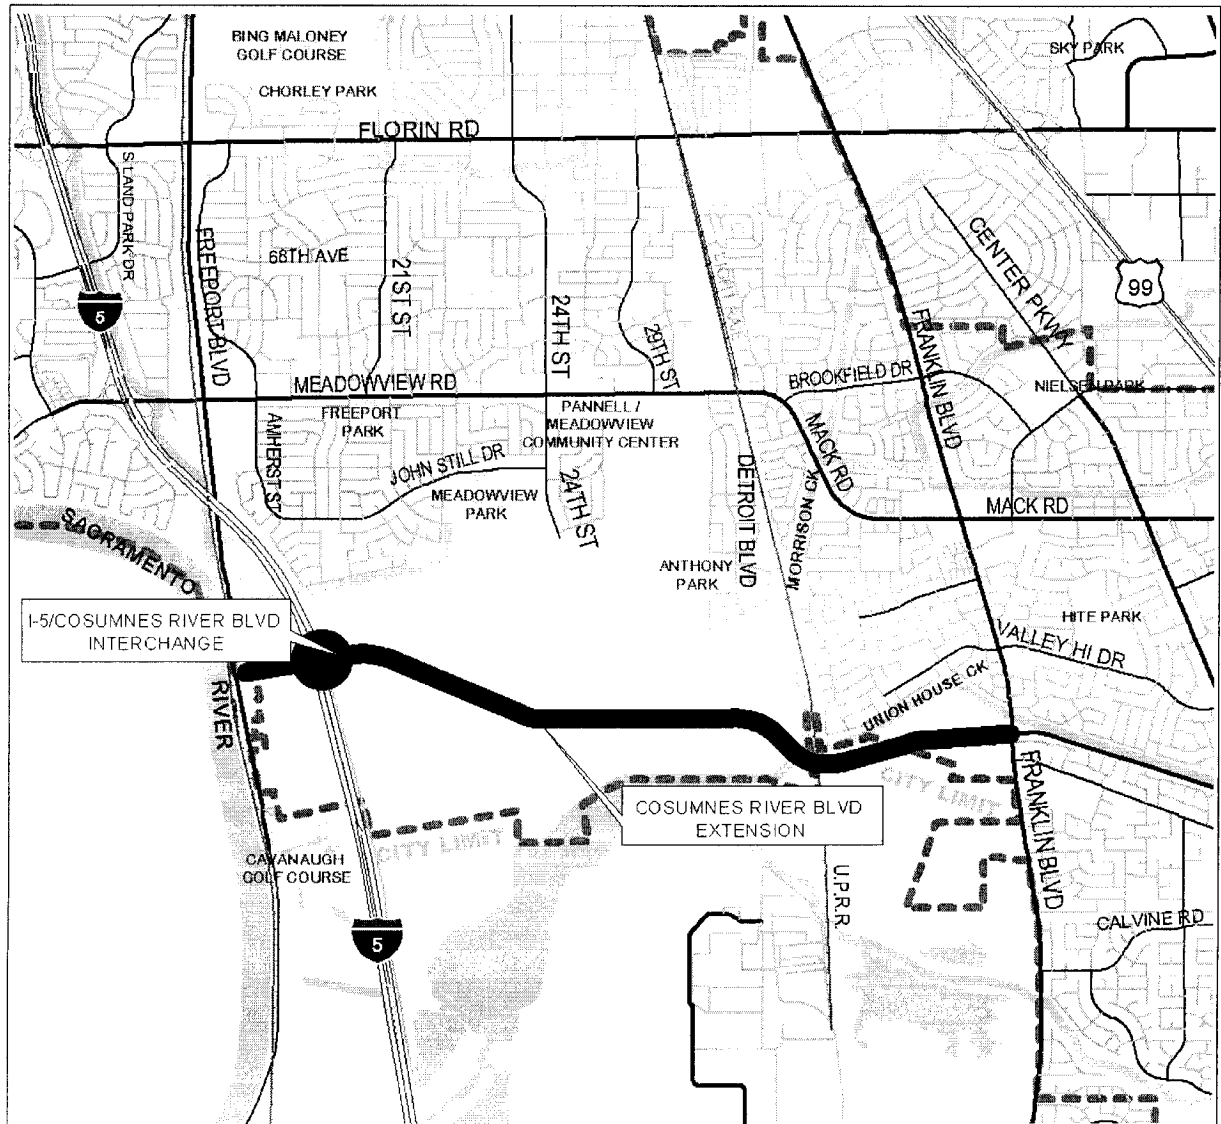 BING MALONEY
GOLF COURSE
SKY PARK
CHORLEY PARK
FLORIN RD
S LAND PARK DR
FREEPORT BLVD
68TH AVE
21ST ST
24TH ST
29TH ST
CENTER PKWY
99
5
FRANKLIN BLVD
BROOKFIELD DR
NIELSEN PARK
MEADOWVIEW RD
FREEPORT
PARK
PANNELL /
MEADOWVIEW
COMMUNITY CENTER
AMHERST ST
JOHN STILL DR
MEADOWVIEW
PARK
24TH ST
DETROIT BLVD
MORRISON CK
MACK RD
MACK RD
SACRAMENTO
ANTHONY
PARK
HITE PARK
I-5/COSUMNES RIVER BLVD
INTERCHANGE
VALLEY HI DR
UNION HOUSE CK
RIVER
CITY LIMIT
COSUMNES RIVER BLVD
EXTENSION
FRANKLIN BLVD
CITY LIMIT
CAVANAUGH
GOLF COURSE
U.P.R.R.
CALVINE RD
5